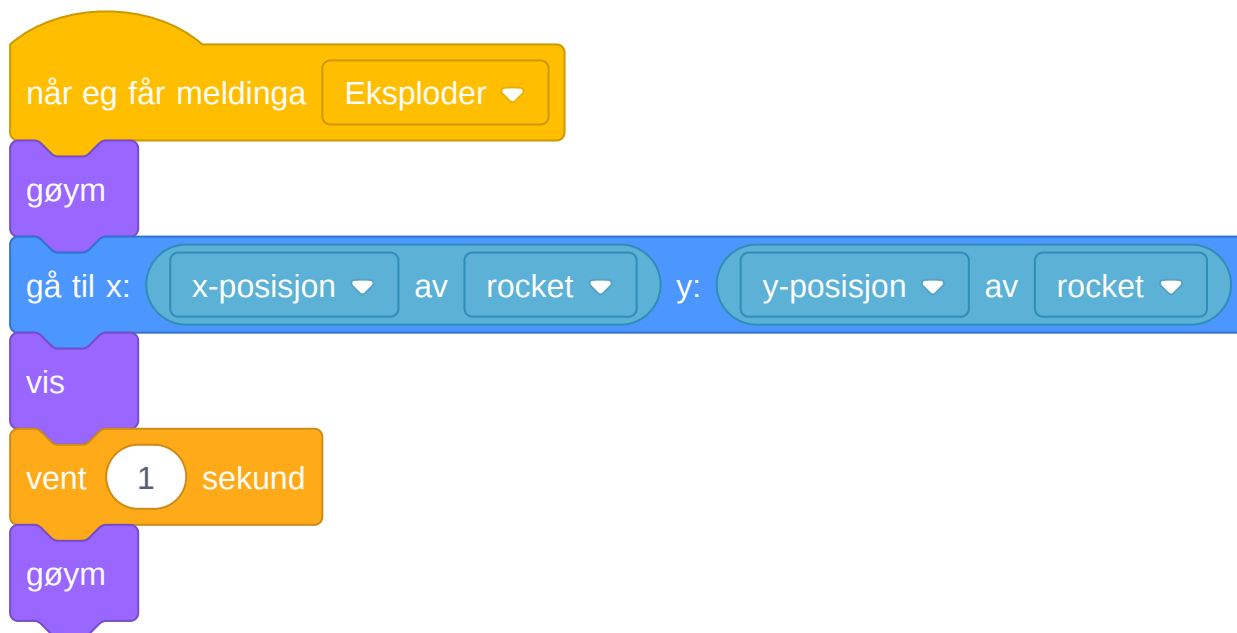 når eg får meldinga Eksploder
gøym
gå til x: x-posisjon av rocket y: y-posisjon av rocket
vis
vent 1 sekund
gøym